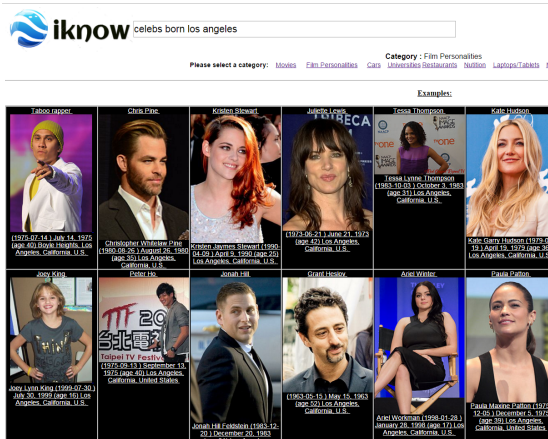 iknow
celebs born los angeles
Category : Film Personalities
Please select a category: Movies Film Personalities Cars Universities Restaurants Nutition Laptops/Tablets
Examples:
Taboo rapper Chris Pine Kristen Stewart Juliette Lewis Tessa Thompson Kate Hudson
(1975-07-14 ) July 14, 1975
(age 40) Boyle Heights, Los
Angeles, California, U.S.
Christopher Whitelaw Pine
(1980-08-26 ) August 26, 1980
(age 35) Los Angeles,
California, U.S.
Kristen Jaymes Stewart (1990-
04-09 ) April 9, 1990 (age 25)
Los Angeles, California, U.S.
TRIBECA
(1973-06-21 ) June 21, 1973
(age 42) Los Angeles,
California, U.S.
one
Tessa Lynne Thompson
(1983-10-03 ) October 3, 1983
(age 31) Los Angeles,
California, U.S.
Kate Garry Hudson (1979-0
19 ) April 19, 1979 (age 36)
Los Angeles, California, U.S.
Joey King Peter Ho Jonah Hill Grant Heslov Ariel Winter Paula Patton
Joey Lynn King (1999-07-30 )
July 30, 1999 (age 16) Los
Angeles, California, U.S.
TTF 20
台北電
Taipei TV Festiv
(1975-09-13 ) September 13,
1975 (age 40) Los Angeles,
California, United States
Jonah Hill Feldstein (1983-12-
20 ) December 20, 1983
(1963-05-15 ) May 15, 1963
(age 52) Los Angeles,
California, U.S.
Ariel Workman (1998-01-28 )
January 28, 1998 (age 17) Los
Angeles, California, U.S.
Paula Maxine Patton (1975
12-05 ) December 5, 1975
(age 39) Los Angeles,
California, United States